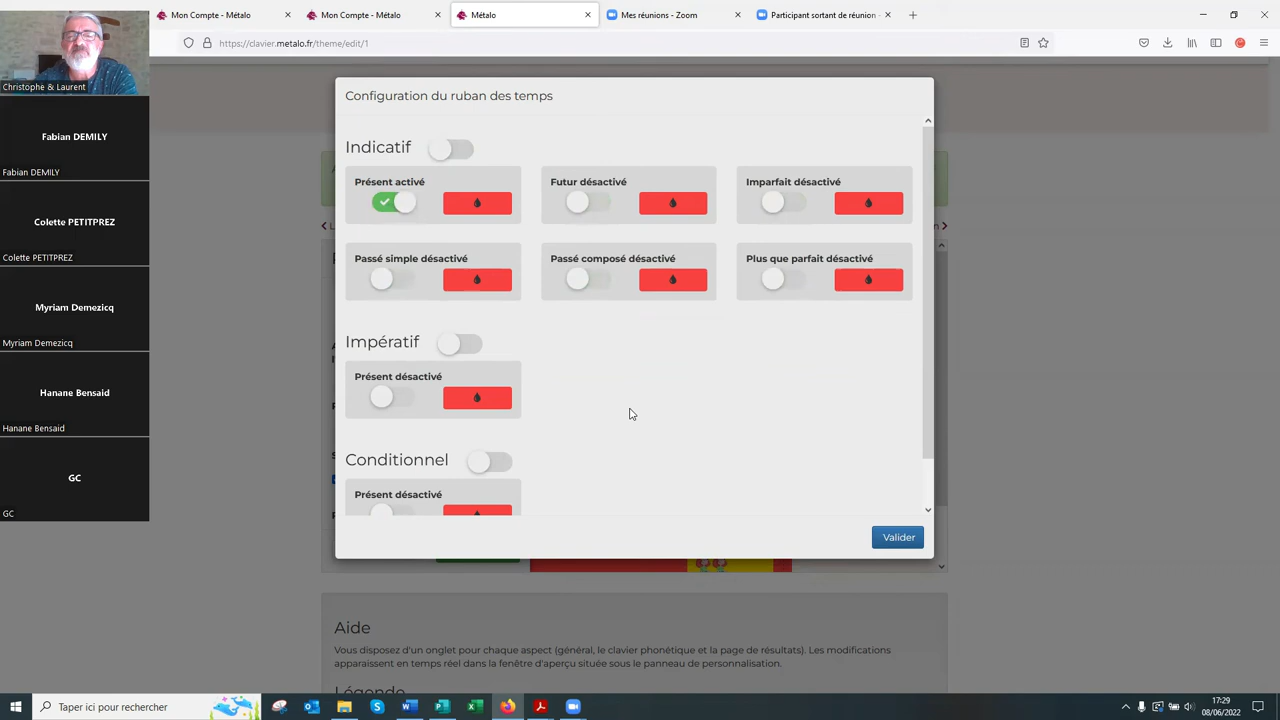 Mon Compte - Métalo
Mon Compte - Métalo
Métalo
Mes réunions - Zoom
Participant sortant de réunion -
https://clavier.metalo.fr/theme/edit/1
Christophe & Laurent
Fabian DEMILY
Fabian DEMILY
Colette PETITPREZ
Colette PETITPREZ
Myriam Demezicq
Myriam Demezicq
Hanane Bensaid
Hanane Bensaid
GC
GC
Configuration du ruban des temps
Indicatif
Présent activé
Futur désactivé
Imparfait désactivé
Passé simple désactivé
Passé composé désactivé
Plus que parfait désactivé
Impératif
Présent désactivé
Conditionnel
Présent désactivé
Valider
Aide
Vous disposez d'un onglet pour chaque aspect (général, le clavier phonétique et la page de résultats). Les modifications
apparaissent en temps réel dans la fenêtre d'aperçu située sous le panneau de personnalisation.
Légende
Taper ici pour rechercher
17:29
08/06/2022